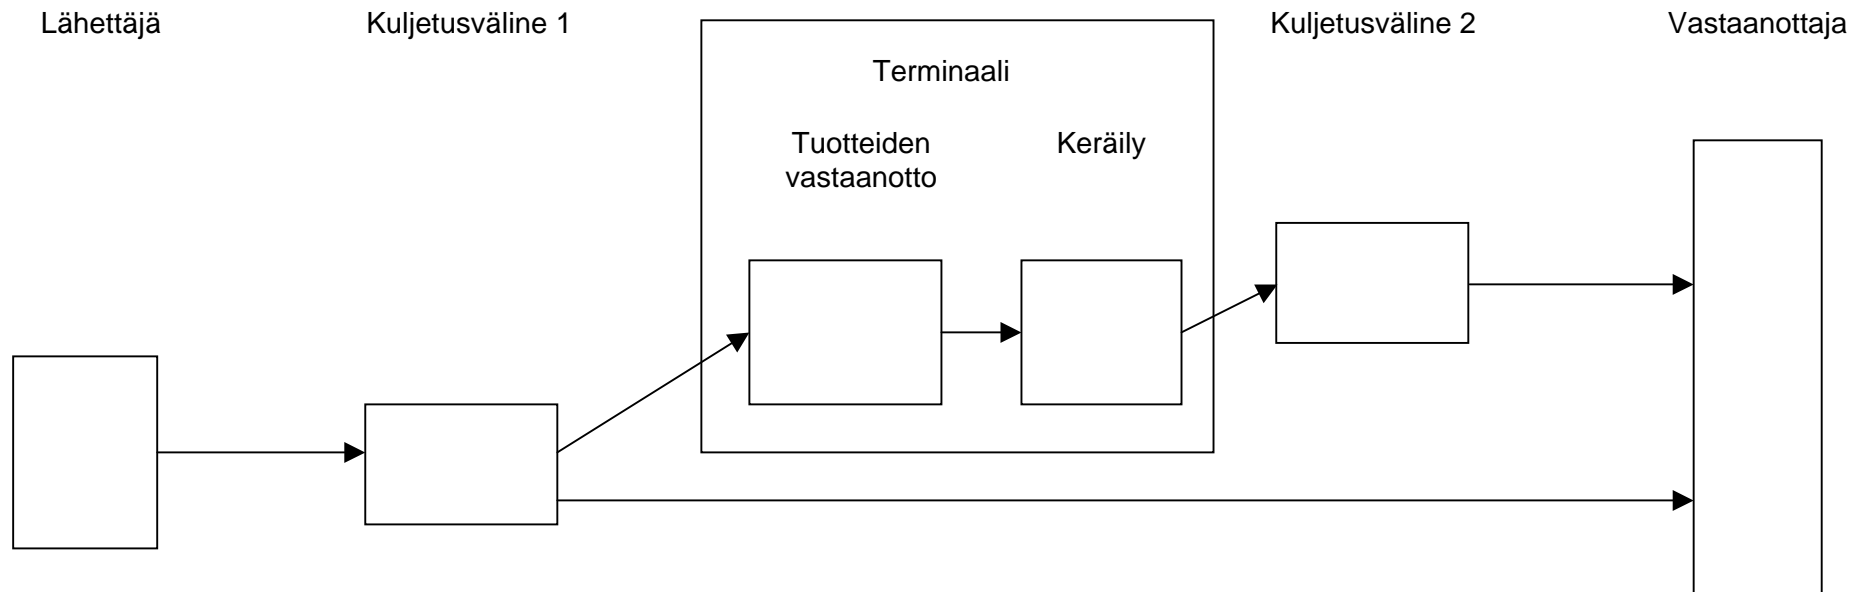 Lähettäjä
Kuljetusväline 1
Kuljetusväline 2
Vastaanottaja
Terminaali
Tuotteiden
vastaanotto
Keräily